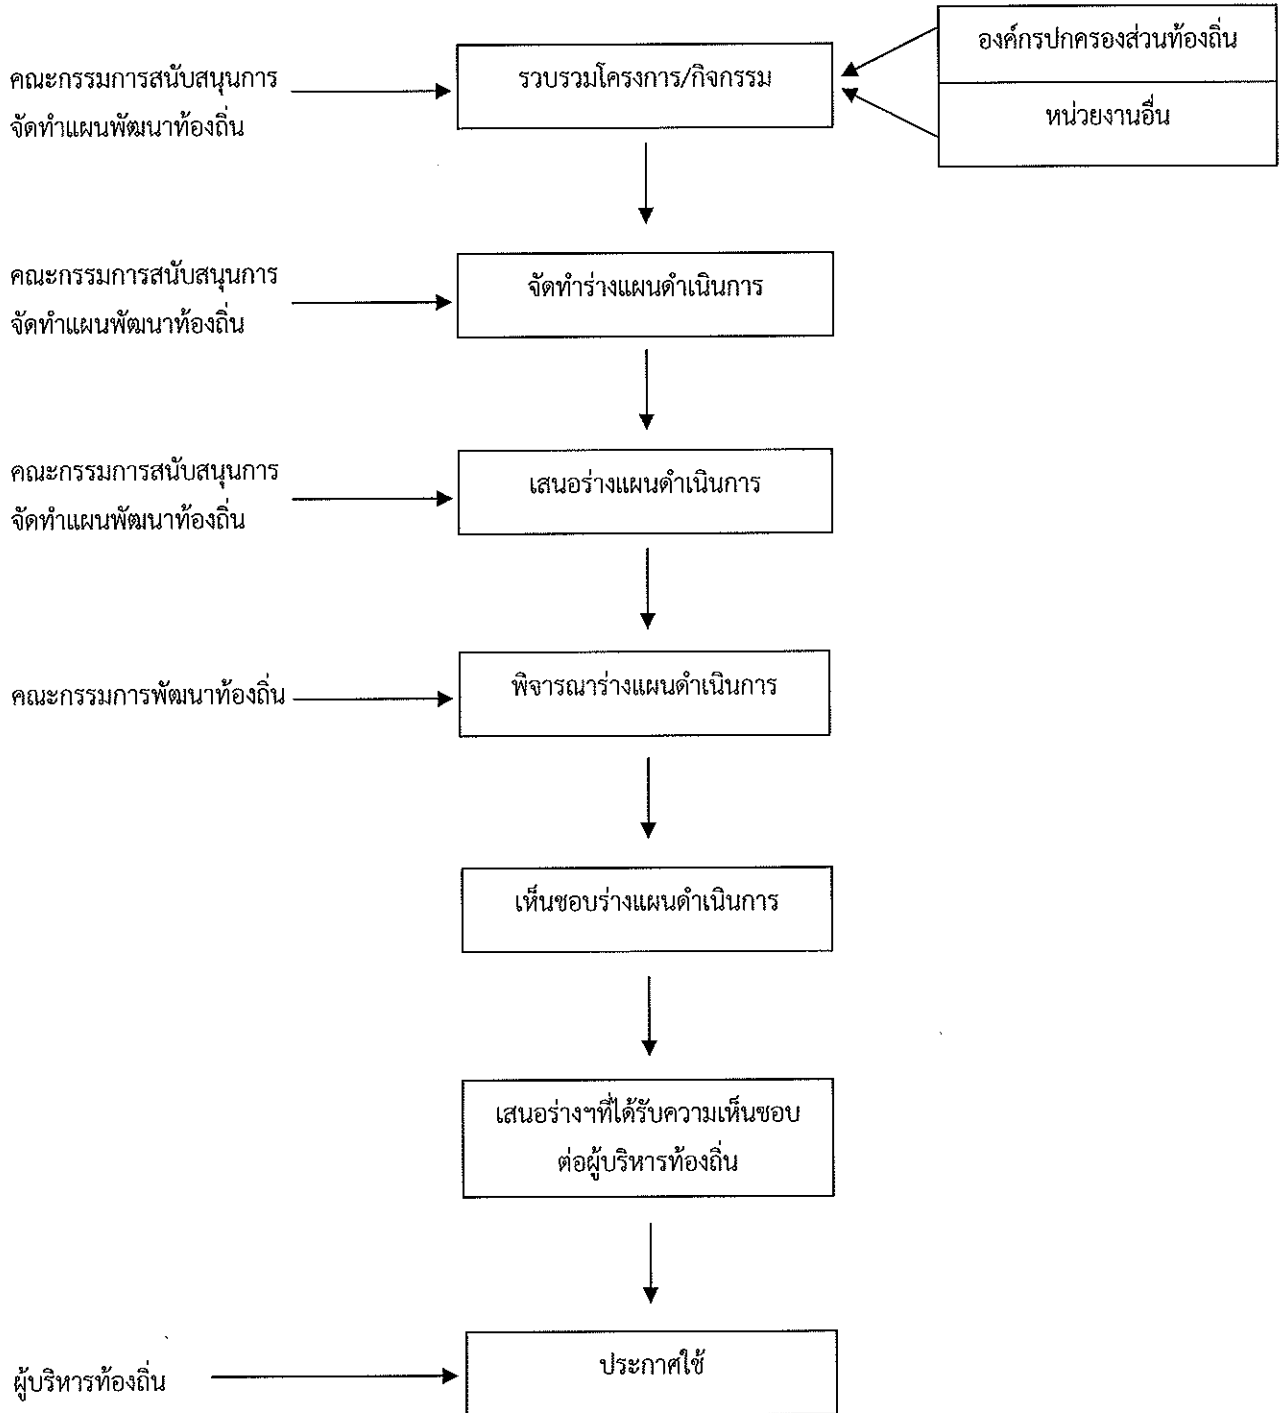 องค์กรปกครองส่วนท้องถิ่น
คณะกรรมการสนับสนุนการ
จัดทำแผนพัฒนาท้องถิ่น
รวบรวมโครงการ/กิจกรรม
หน่วยงานอื่น
คณะกรรมการสนับสนุนการ
จัดทำแผนพัฒนาท้องถิ่น
จัดทำร่างแผนดำเนินการ
คณะกรรมการสนับสนุนการ
จัดทำแผนพัฒนาท้องถิ่น
เสนอร่างแผนดำเนินการ
คณะกรรมการพัฒนาท้องถิ่น
พิจารณาร่างแผนดำเนินการ
เห็นชอบร่างแผนดำเนินการ
เสนอร่างฯที่ได้รับความเห็นชอบ
ต่อผู้บริหารท้องถิ่น
ผู้บริหารท้องถิ่น
ประกาศใช้